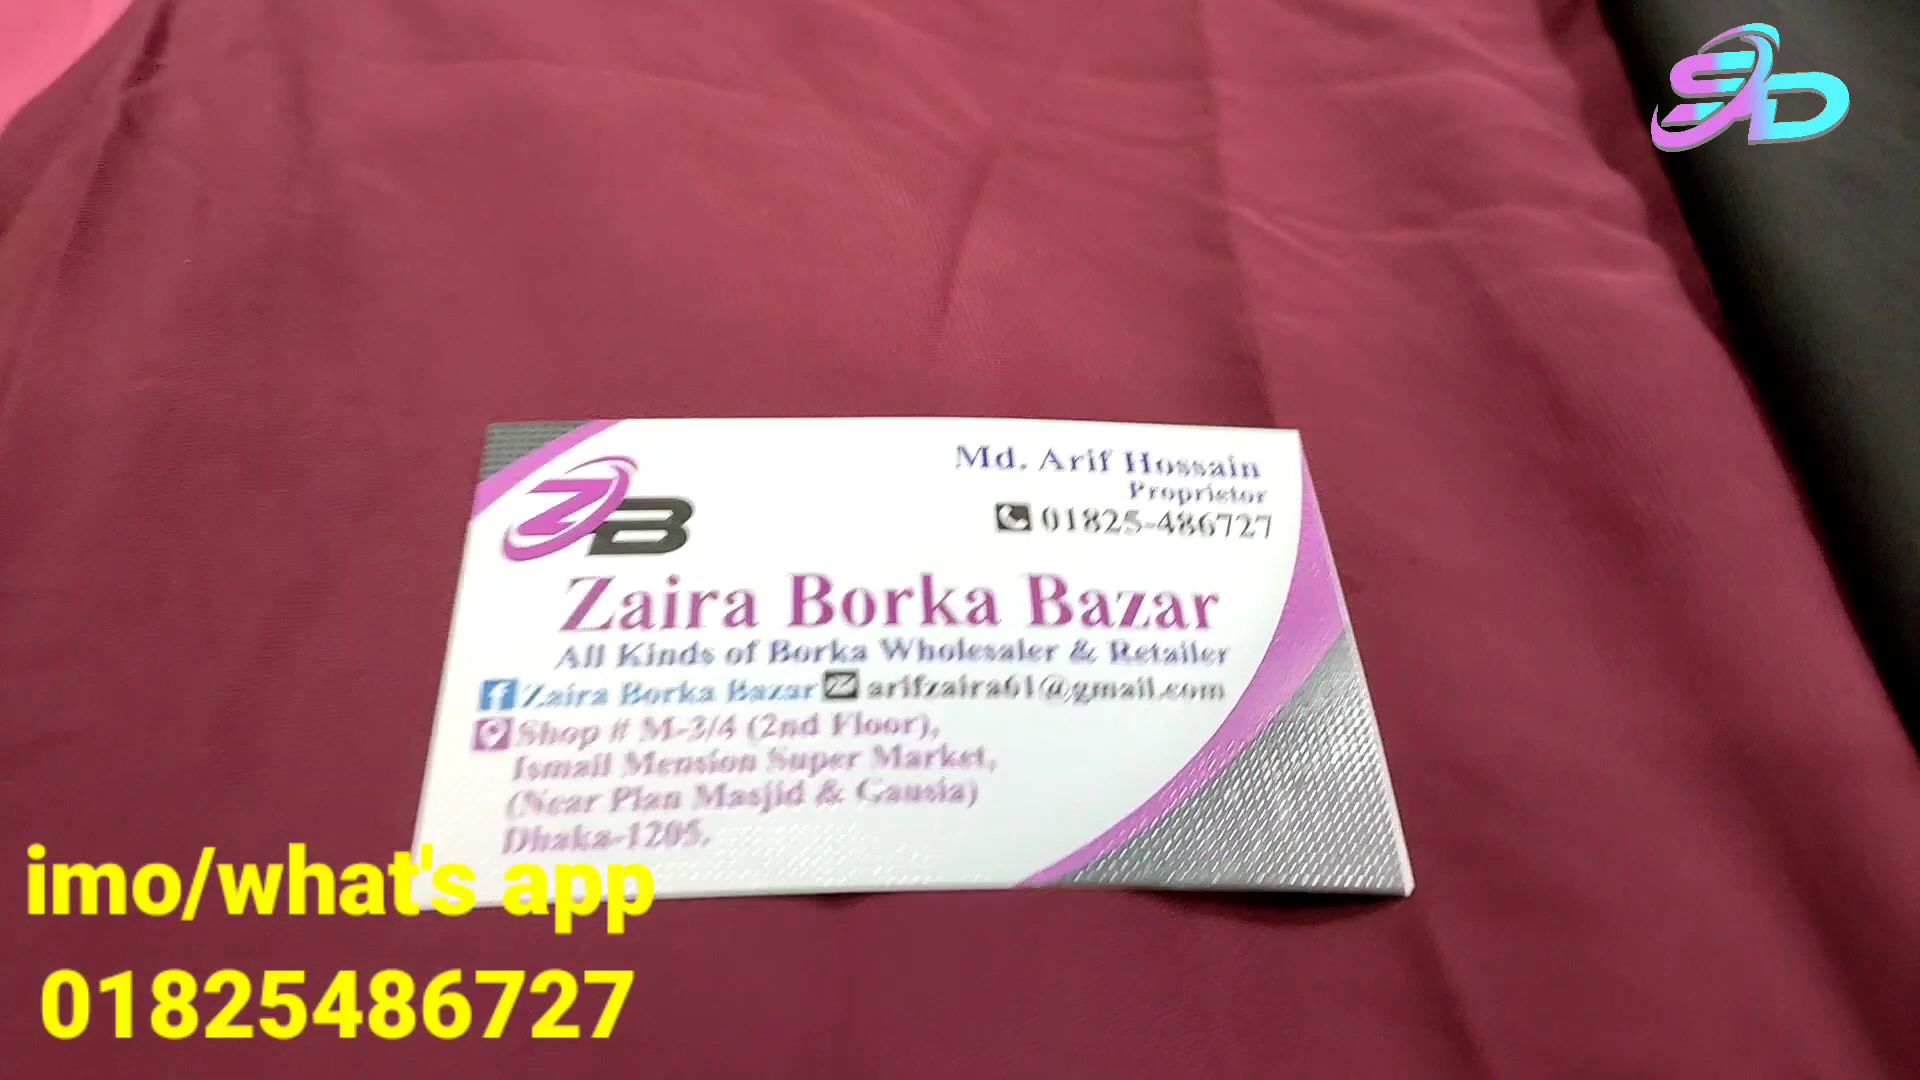 SD
ZB
Md. Arif Hossain
Proprietor
01825-486727
Zaira Borka Bazar
All Kinds of Borka Wholesaler & Retailer
Zaira Borka Bazar arifzaira61@gmail.com
Shop # M-3/4 (2nd Floor),
Ismail Mension Super Market,
(Near Plan Masjid & Gausia)
Dhaka-1205.
imo/what's app
01825486727